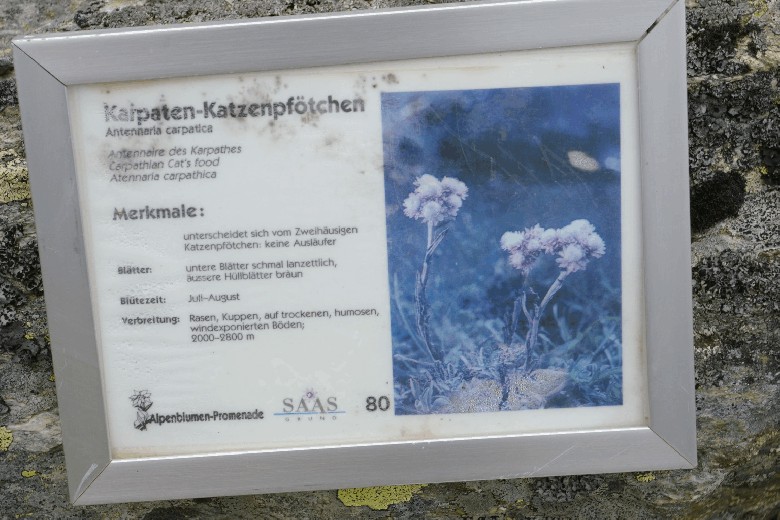 Karpaten-Katzenpfötchen
Antennaria carpatica
Antennaire des Karpathes
Carpathian Cat's food
Atennaria carpathica
Merkmale:
unterscheidet sich vom Zweihäusigen
Katzenpfötchen: keine Ausläufer
Blätter: untere Blätter schmal lanzettlich,
äussere Hüllblätter braun
Blütezeit: Juli-August
Verbreitung: Rasen, Kuppen, auf trockenen, humosen,
windexponierten Böden;
2000-2800 m
Alpenblumen-Promenade
SAAS
GRUND
80